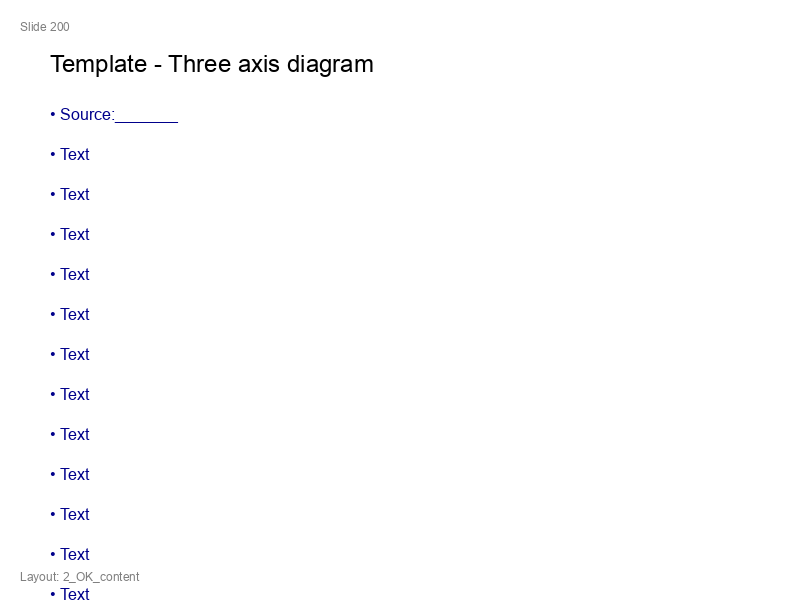 Slide 200
Template - Three axis diagram
• Source:_______
• Text
• Text
• Text
• Text
• Text
• Text
• Text
• Text
• Text
• Text
• Text
Layout: 2_OK_content
• Text